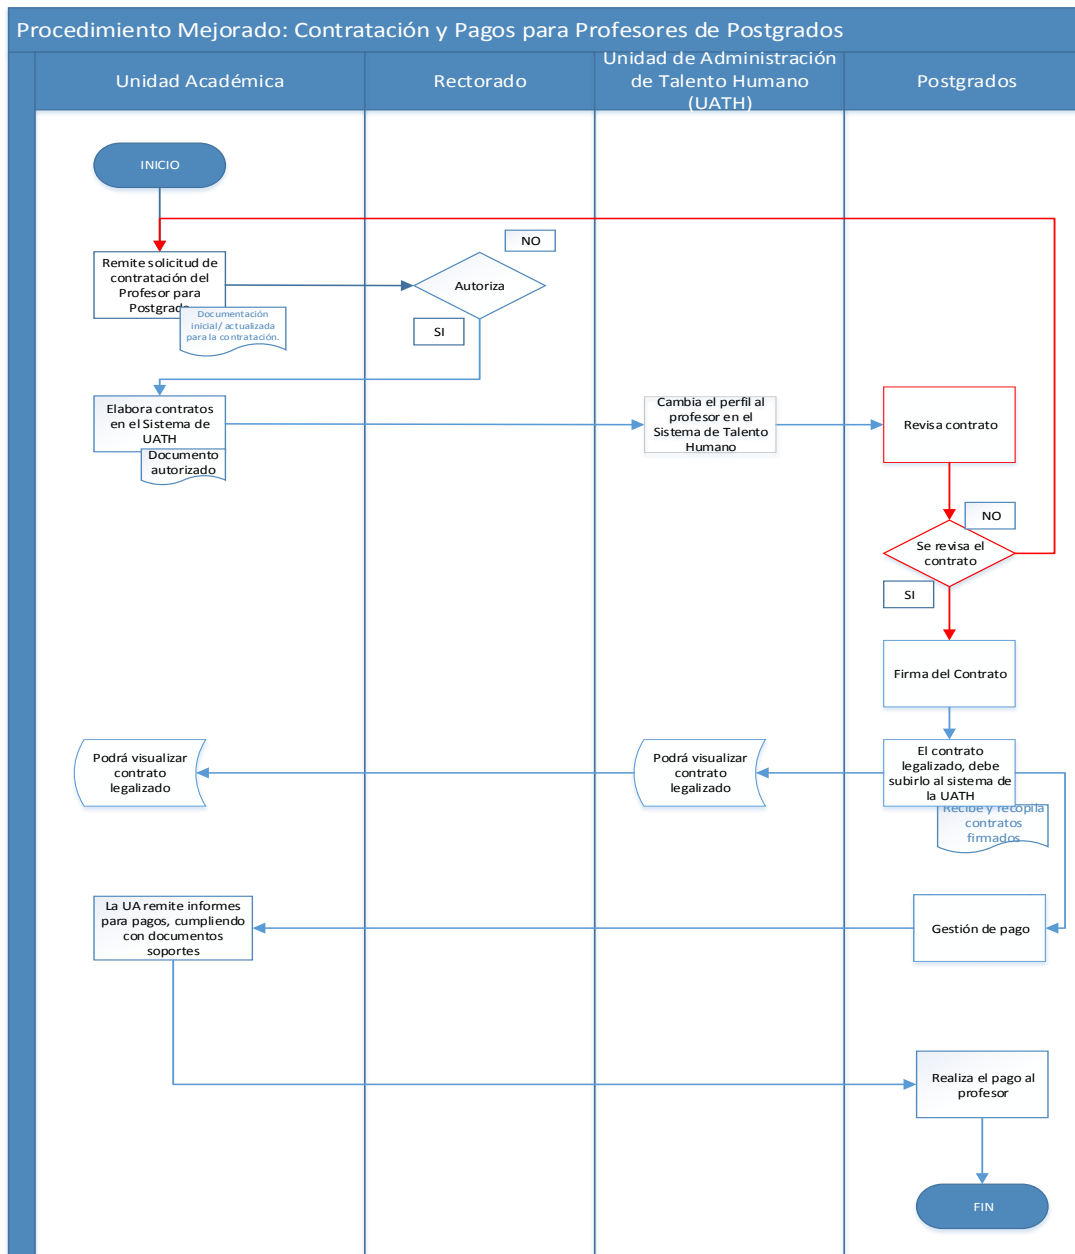 Procedimiento Mejorado: Contratación y Pagos para Profesores de Postgrados
Unidad Académica
Rectorado
Unidad de Administración
de Talento Humano
(UATH)
Postgrados
INICIO
NO
Remite solicitud de
contratación del
Profesor para
Postgrado
Autoriza
Documentación
inicial/ actualizada
para la contratación.
SI
Elabora contratos
en el Sistema de
UATH
Documento
autorizado
Cambia el perfil al
profesor en el
Sistema de Talento
Humano
Revisa contrato
NO
Se revisa el
contrato
SI
Firma del Contrato
Podrá visualizar
contrato
legalizado
Podrá visualizar
contrato
legalizado
El contrato
legalizado, debe
subirlo al sistema de
la UATH
Recibe y recopila
contratos
firmados
La UA remite informes
para pagos, cumpliendo
con documentos
soportes
Gestión de pago
Realiza el pago al
profesor
FIN